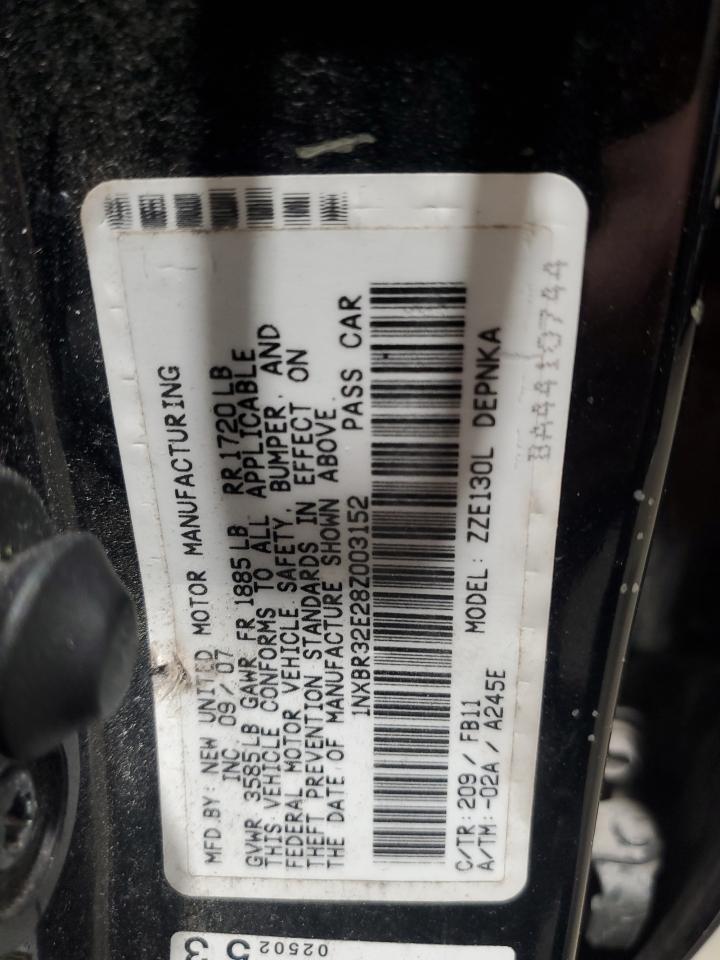 MFD.BY: NEW UNITED MOTOR MANUFACTURING
INC 09/07
GVWR 3585LB GAWR FR 1885LB RR 1720LB
THIS VEHICLE CONFORMS TO ALL APPLICABLE
FEDERAL MOTOR VEHICLE SAFETY, BUMPER, AND
THEFT PREVENTION STANDARDS IN EFFECT ON
THE DATE OF MANUFACTURE SHOWN ABOVE.
1NXBR32E28Z003152 PASS CAR
C/TR: 209/FB11 MODEL: ZZE130L DEPNKA
A/TM: -02A/A245E
BA4410744
02502